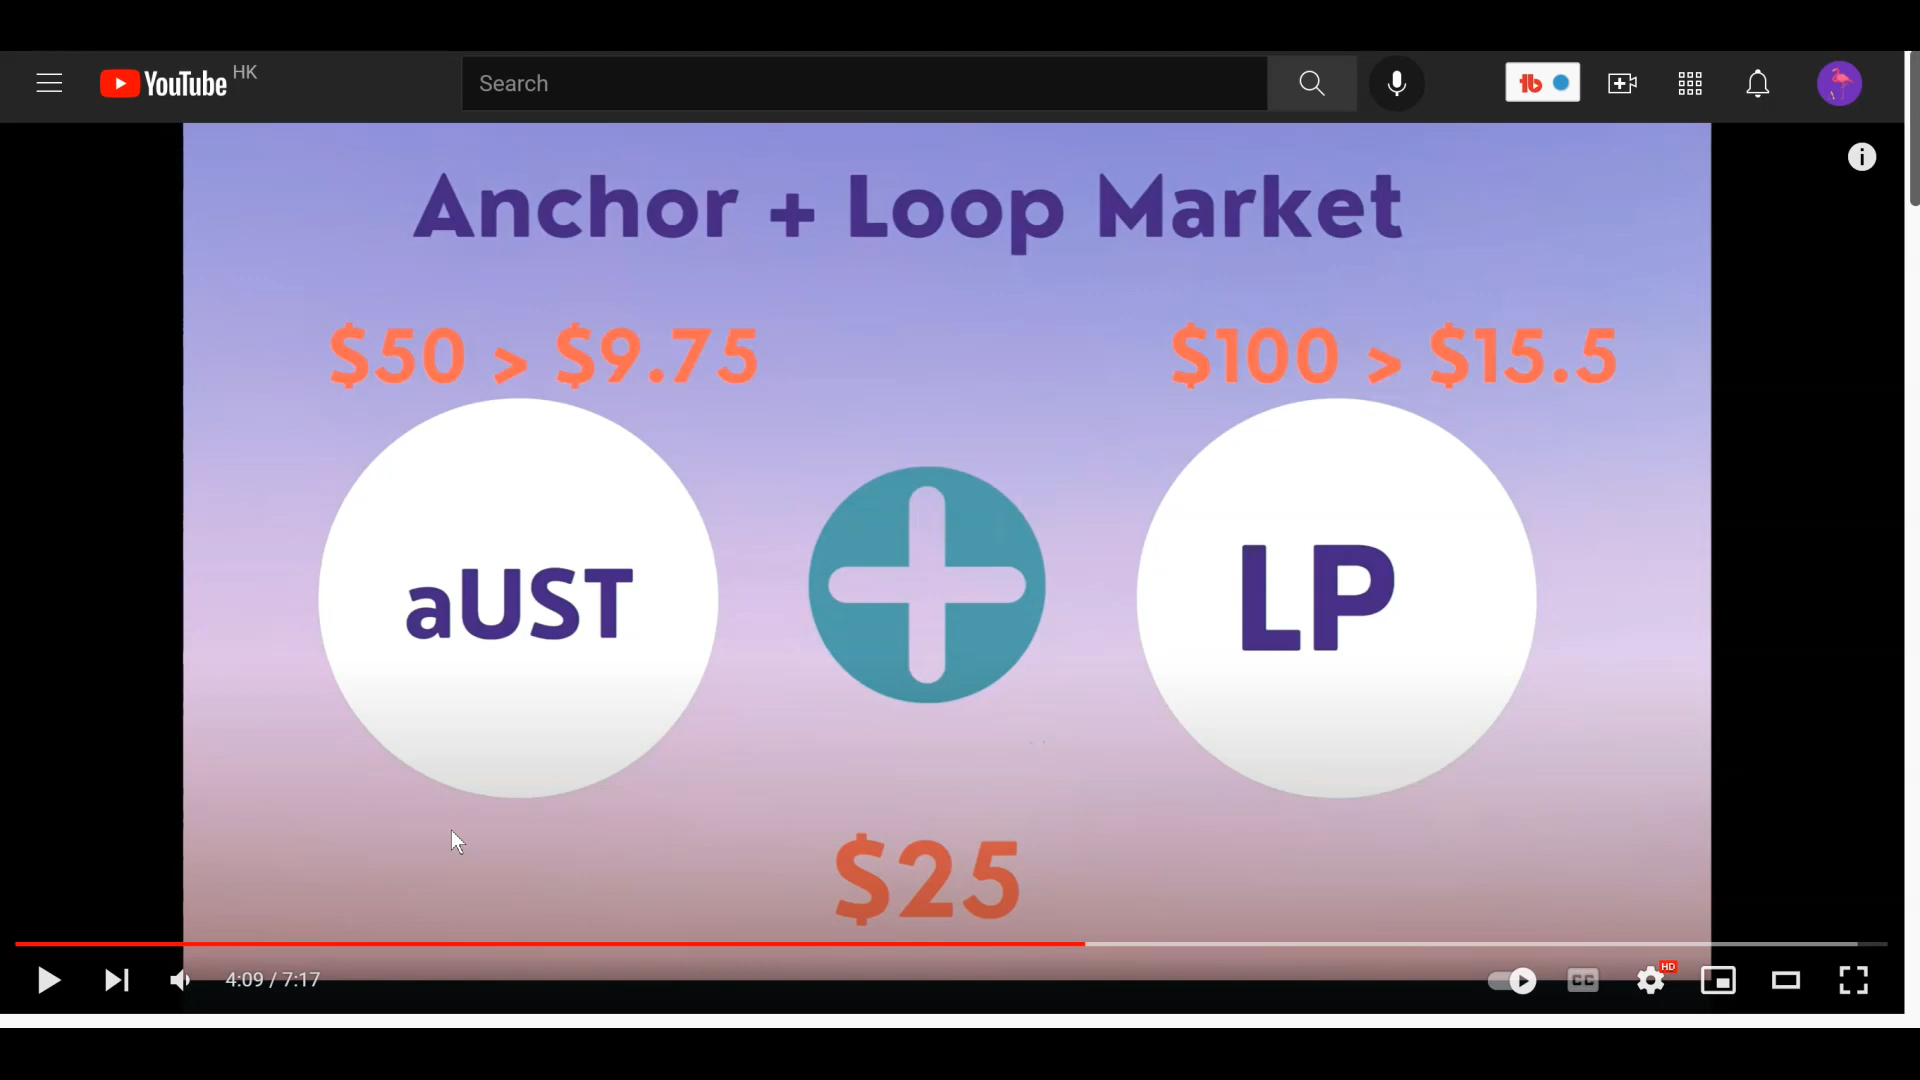 YouTube HK
Search
Anchor + Loop Market
$50 > $9.75
$100 > $15.5
aUST
LP
$25
4:09 / 7:17
CC
HD